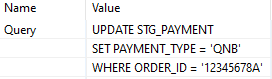 Name Value
Query UPDATE STG_PAYMENT
SET PAYMENT_TYPE = 'QNB'
WHERE ORDER_ID = '12345678A'